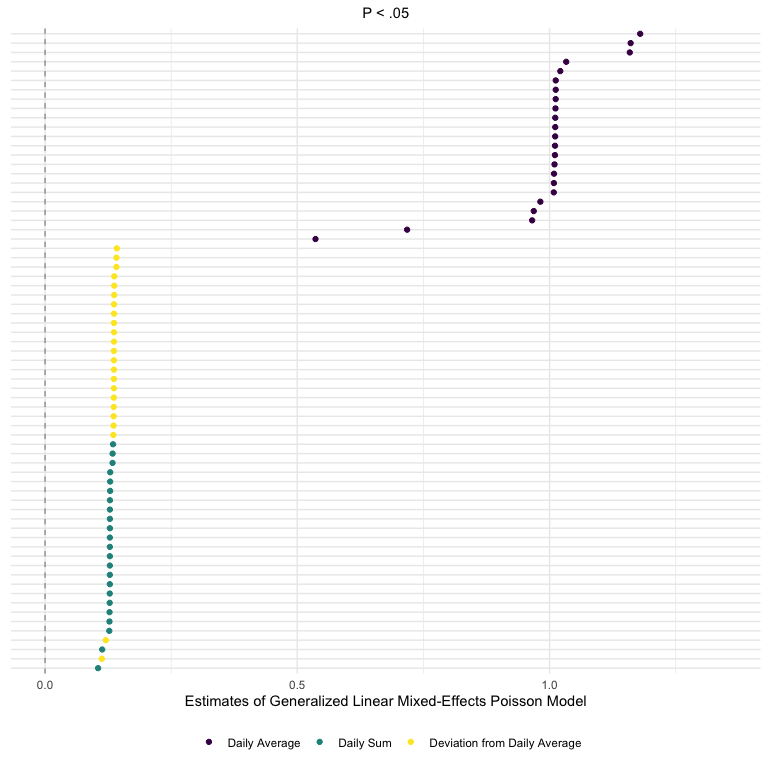 P < .05
0.0 0.5 1.0
Estimates of Generalized Linear Mixed-Effects Poisson Model
Daily Average Daily Sum Deviation from Daily Average